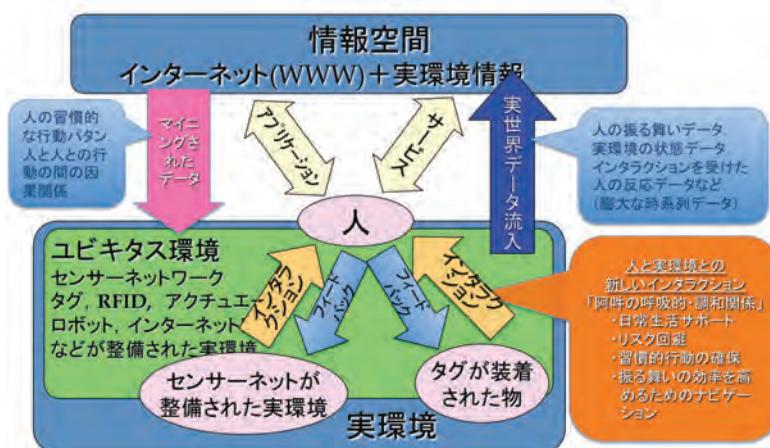 情報空間
インターネット(WWW)+実環境情報
人の習慣的
な行動パタン
人と人との行
動の間の因
果関係
マイニ
ングさ
れた
データ
アプリケーション
サービス
実世界データ流入
人の振る舞いデータ,
実環境の状態データ
インタラクションを受けた
人の反応データなど
(膨大な時系列データ)
人
ユビキタス環境
センサーネットワーク
タグ, RFID, アクチュエー
ロボット, インターネット
などが整備された実環境
インタラ
クション
フィード
バック
フィード
バック
インタラク
ション
人と実環境との
新しいインタラクション
「阿吽の呼吸的・調和関係」
・日常生活サポート
・リスク回避
・習慣的行動の確保
・振る舞いの効率を高
めるためのナビゲー
ション
センサーネットが
整備された実環境
タグが装着
された物
実環境